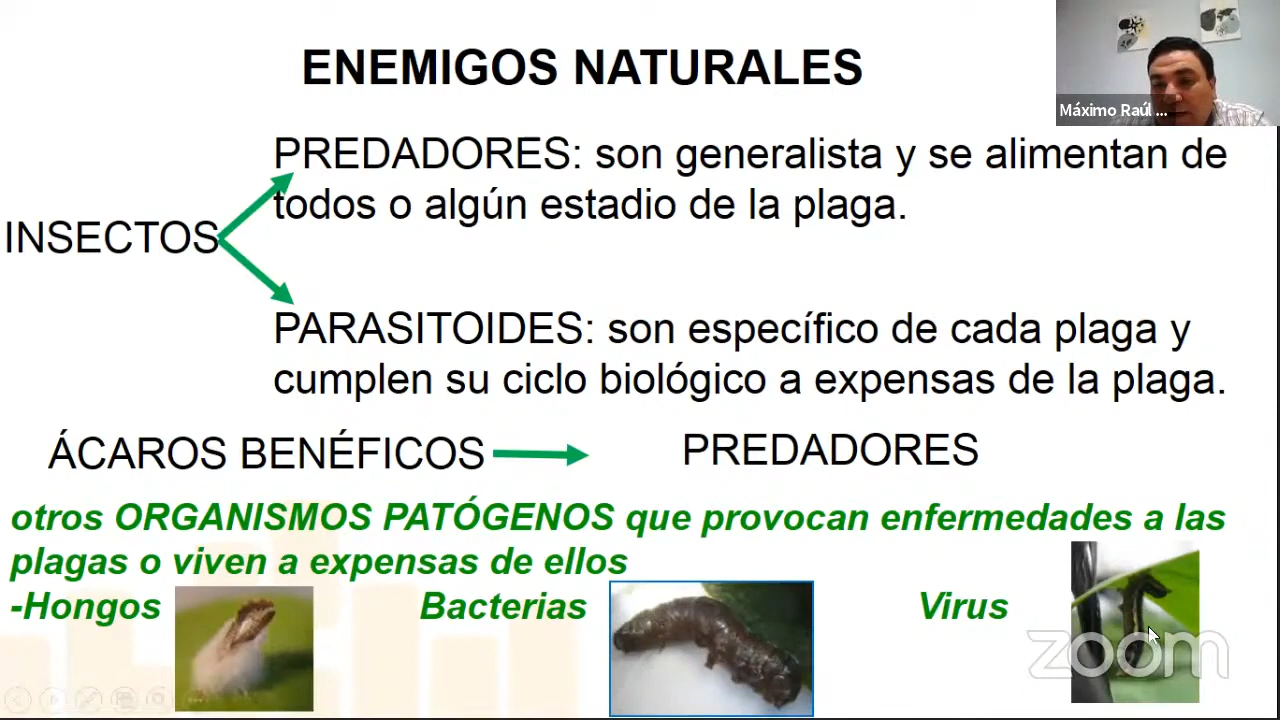 ENEMIGOS NATURALES
Máximo Raúl ...
PREDADORES: son generalista y se alimentan de
todos o algún estadio de la plaga.
INSECTOS
PARASITOIDES: son específico de cada plaga y
cumplen su ciclo biológico a expensas de la plaga.
ÁCAROS BENÉFICOS
PREDADORES
otros ORGANISMOS PATÓGENOS que provocan enfermedades a las
plagas o viven a expensas de ellos
-Hongos Bacterias Virus
zoom